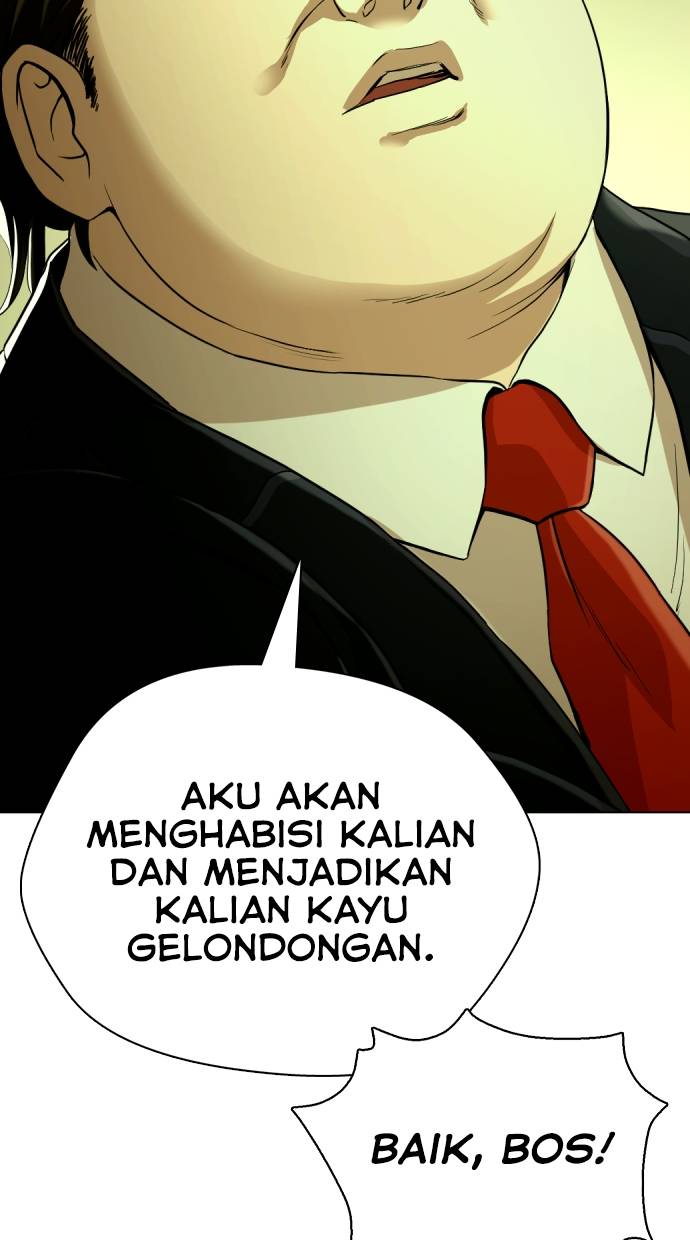 AKU AKAN
MENGHABISI KALIAN
DAN MENJADIKAN
KALIAN KAYU
GELONDONGAN.
BAIK, BOS!